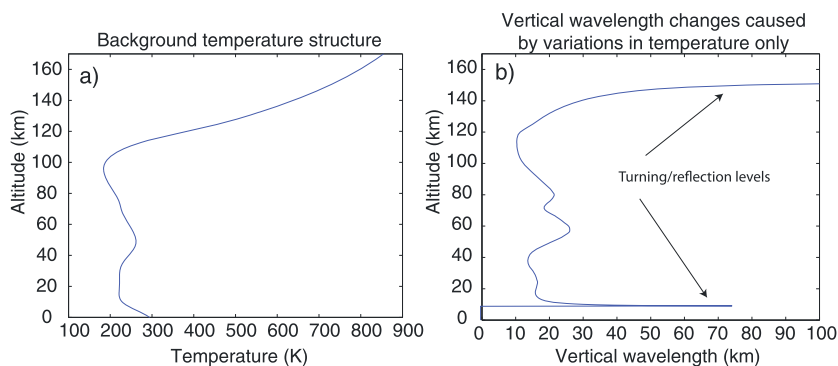 Background temperature structure
a)
160
140
120
100
80
60
40
20
0
Altitude (km)
100 200 300 400 500 600 700 800 900
Temperature (K)
Vertical wavelength changes caused
by variations in temperature only
b)
160
140
120
100
80
60
40
20
0
Altitude (km)
Turning/reflection levels
0 10 20 30 40 50 60 70 80 90 100
Vertical wavelength (km)